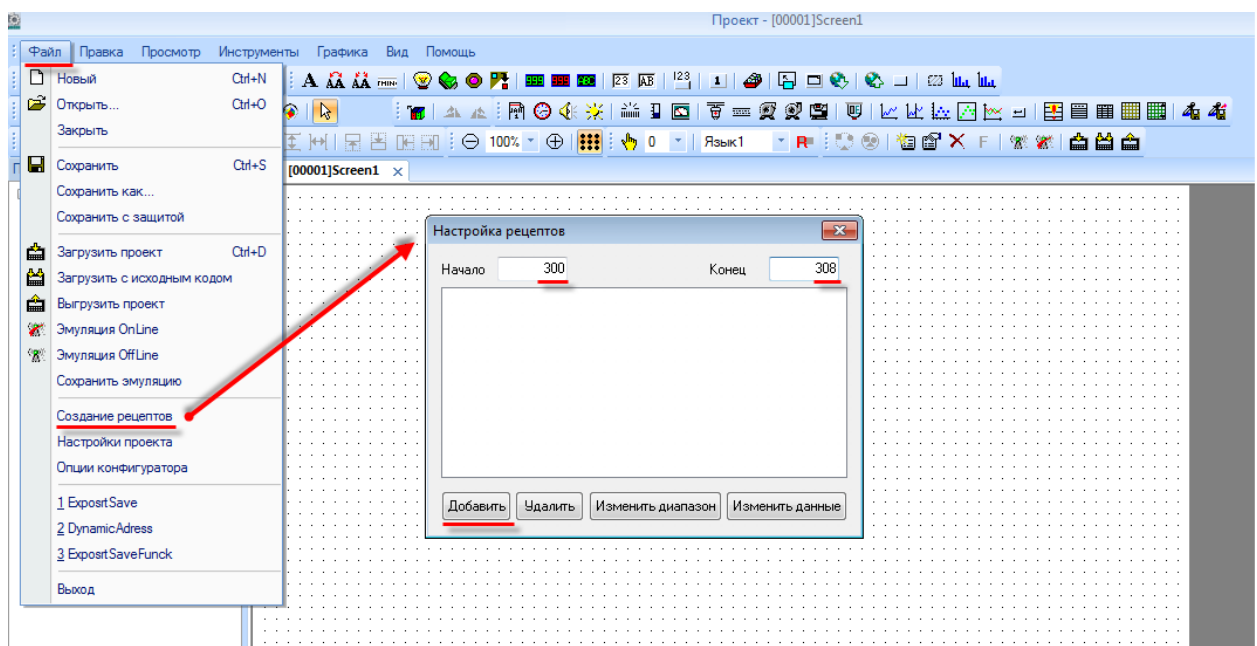 Проект - [00001]Screen1
Файл Правка Просмотр Инструменты Графика Вид Помощь
Новый Ctrl+N
Открыть... Ctrl+O
Закрыть
100% 0 Язык1
Сохранить Ctrl+S
[00001]Screen1
Сохранить как...
Сохранить с защитой
Настройка рецептов
Загрузить проект Ctrl+D
Начало 300 Конец 308
Загрузить с исходным кодом
Выгрузить проект
Эмуляция OnLine
Эмуляция OffLine
Сохранить эмуляцию
Создание рецептов
Настройки проекта
Опции конфигуратора
1 ExposrtSave
Добавить Удалить Изменить диапазон Изменить данные
2 DynamicAdress
3 ExposrtSaveFunck
Выход